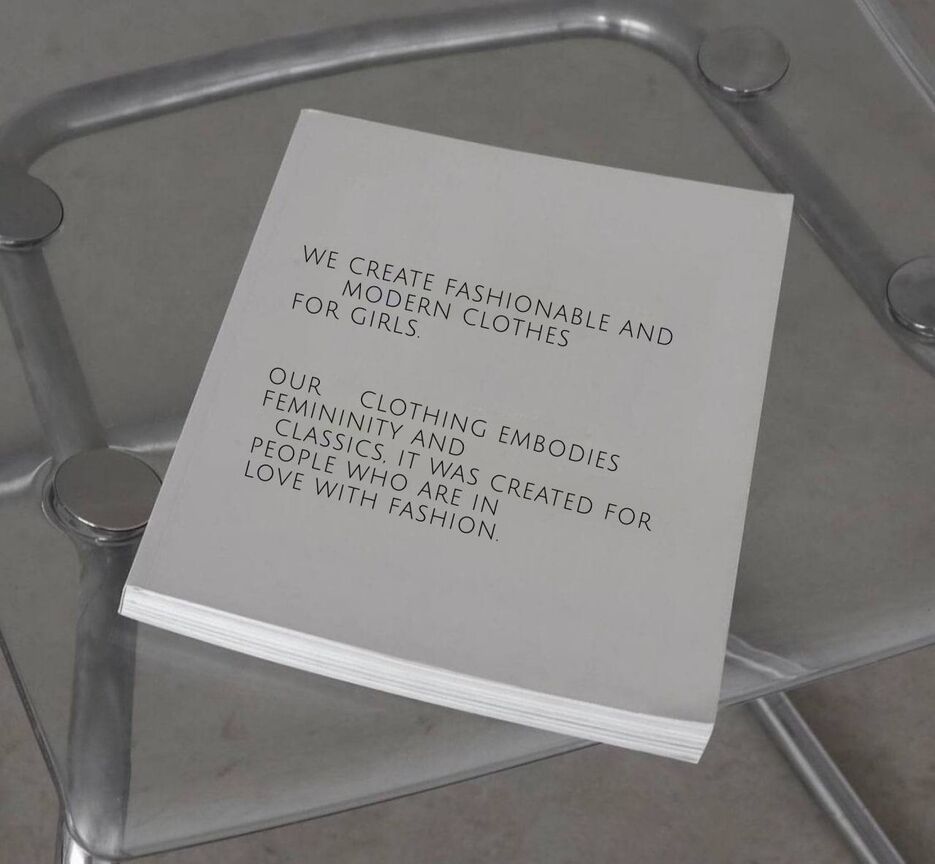 WE CREATE FASHIONABLE AND
MODERN CLOTHES
FOR GIRLS.
OUR CLOTHING EMBODIES
FEMININITY AND
CLASSICS, IT WAS CREATED FOR
PEOPLE WHO ARE IN
LOVE WITH FASHION.